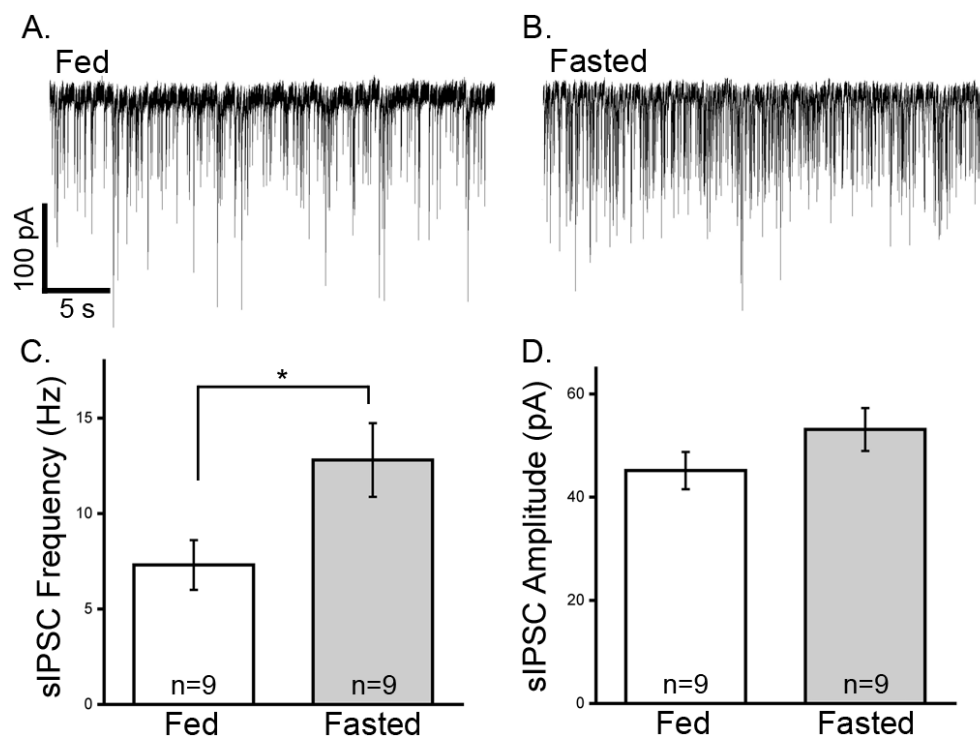 A.
Fed
B.
Fasted
100 pA
5 s
C.
sIPSC Frequency (Hz)
15
10
5
0
*
n=9
n=9
Fed
Fasted
D.
sIPSC Amplitude (pA)
60
40
20
0
n=9
n=9
Fed
Fasted